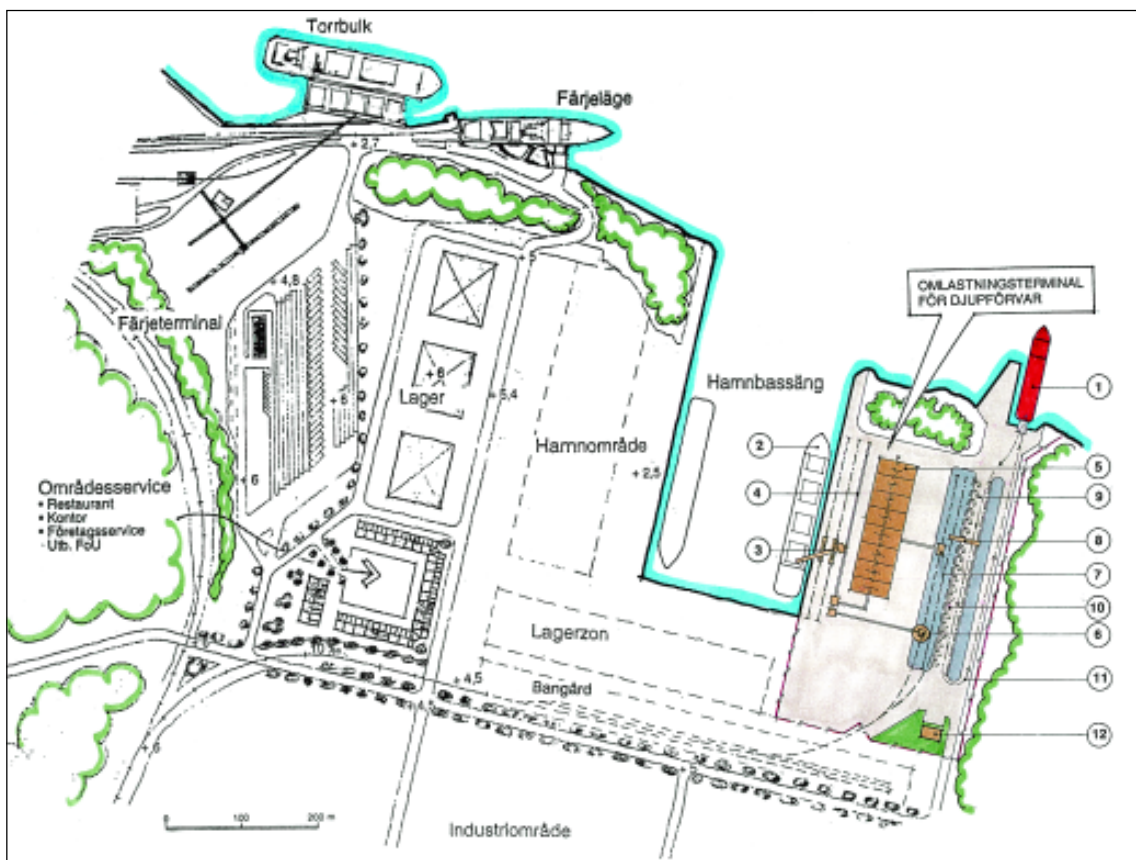 Torrbulk
Färjeläge
+ 2,7
OMLASTNINGSTERMINAL
FÖR DJUPFÖRVAR
+ 4,8
Färjeterminal
Hamnbassäng
1
+ 6
Lager
+ 6
5,4
Hamnområde
2
5
+ 2,5
4
9
+ 6
Områdesservice
• Restaurant
• Kontor
• Företagsservice
- Utb. FoU
3
8
7
10
Lagerzon
6
Bangård
+ 4,5
11
12
+ 6
0 100 200 m
Industriområde